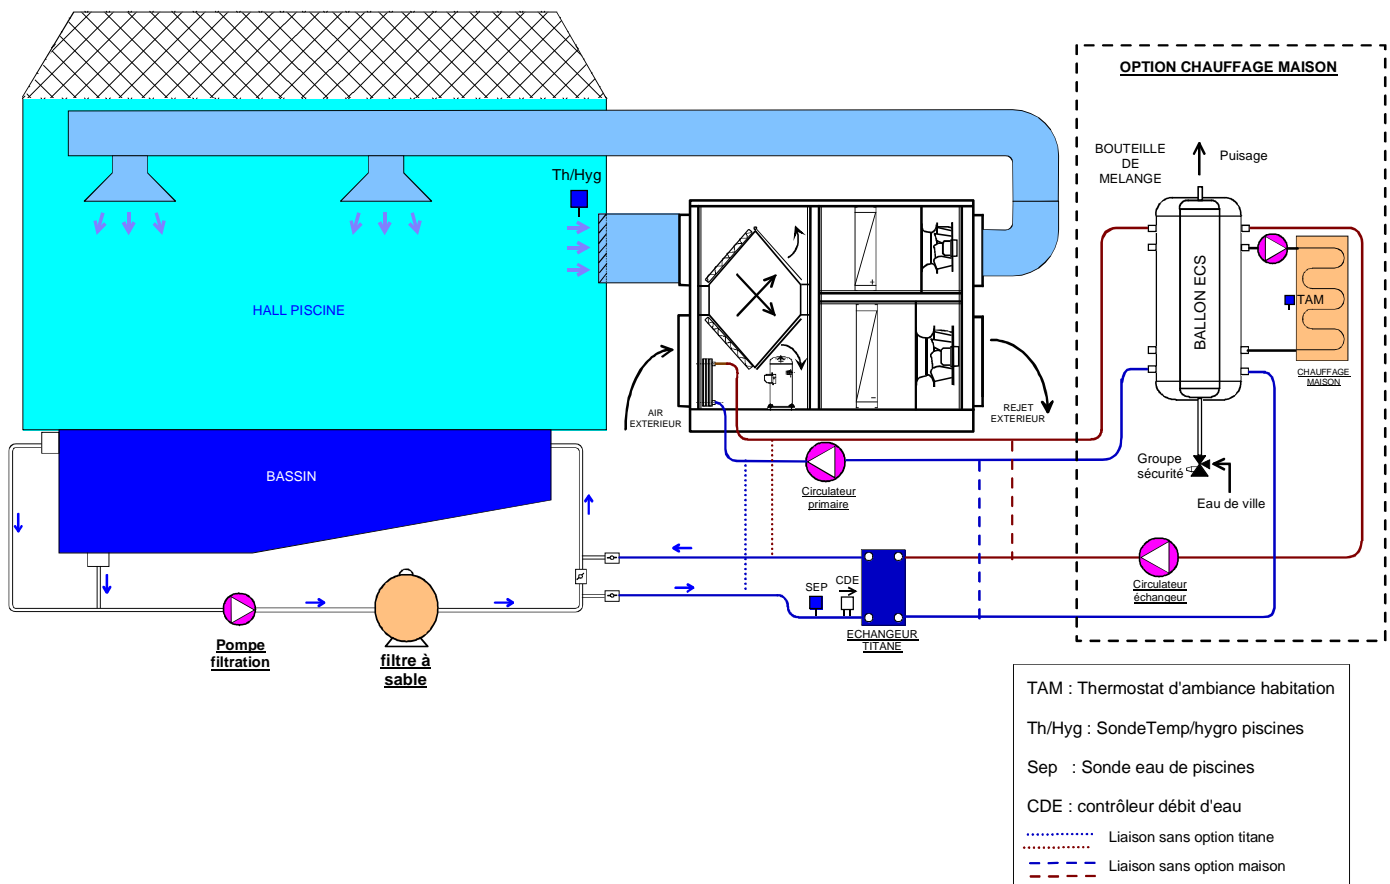 OPTION CHAUFFAGE MAISON
BOUTEILLE
DE
MELANGE
Puisage
Th/Hyg
BALLON ECS
TAM
HALL PISCINE
CHAUFFAGE
MAISON
AIR
EXTERIEUR
REJET
EXTERIEUR
BASSIN
Groupe
sécurité
Eau de ville
Circulateur
primaire
SEP
CDE
Circulateur
échangeur
ECHANGEUR
TITANE
Pompe
filtration
filtre à
sable
TAM : Thermostat d'ambiance habitation
Th/Hyg : SondeTemp/hygro piscines
Sep : Sonde eau de piscines
CDE : contrôleur débit d'eau
Liaison sans option titane
Liaison sans option maison